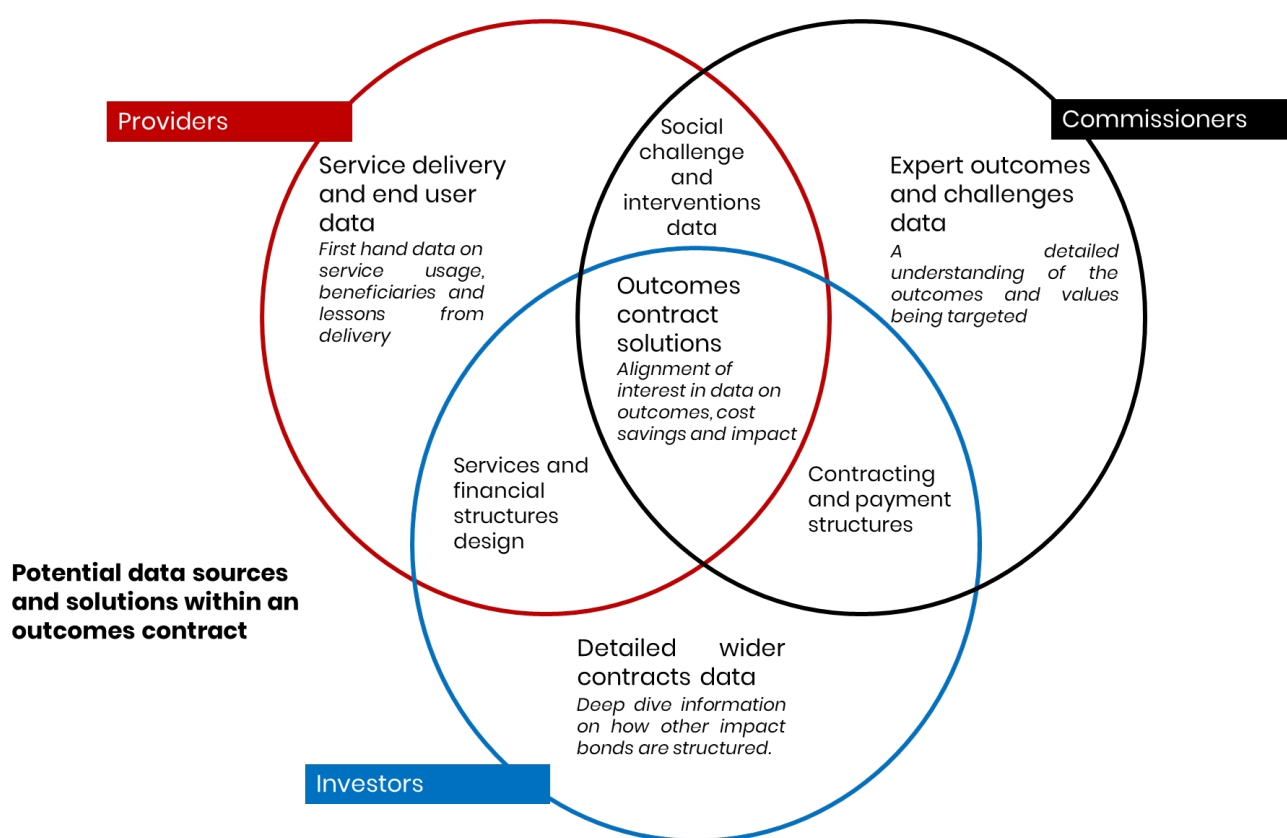 Providers
Commissioners
Social
challenge
and
interventions
data
Service delivery
and end user
data
First hand data on
service usage,
beneficiaries and
lessons from
delivery
Expert outcomes
and challenges
data
A detailed
understanding of the
outcomes and values
being targeted
Outcomes
contract
solutions
Alignment of
interest in data on
outcomes, cost
savings and impact
Services and
financial
structures
design
Contracting
and payment
structures
Potential data sources
and solutions within an
outcomes contract
Detailed wider
contracts data
Deep dive information
on how other impact
bonds are structured.
Investors